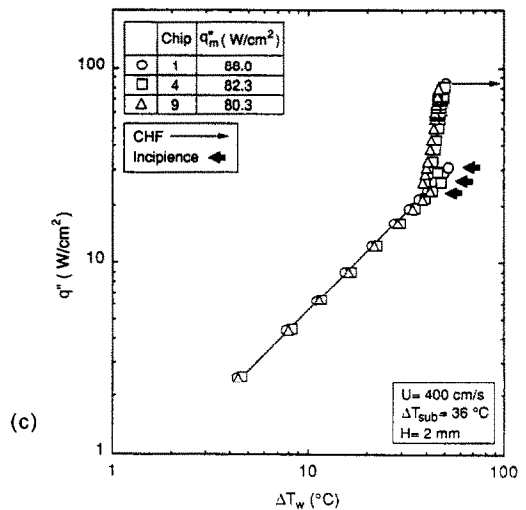 Chip q"m ( W/cm²)
○ 1 88.0
□ 4 82.3
△ 9 80.3
CHF
Incipience
100
10
1
q" ( W/cm²)
(c)
U= 400 cm/s
ΔTsub= 36 °C
H= 2 mm
1 10 100
ΔTw (°C)